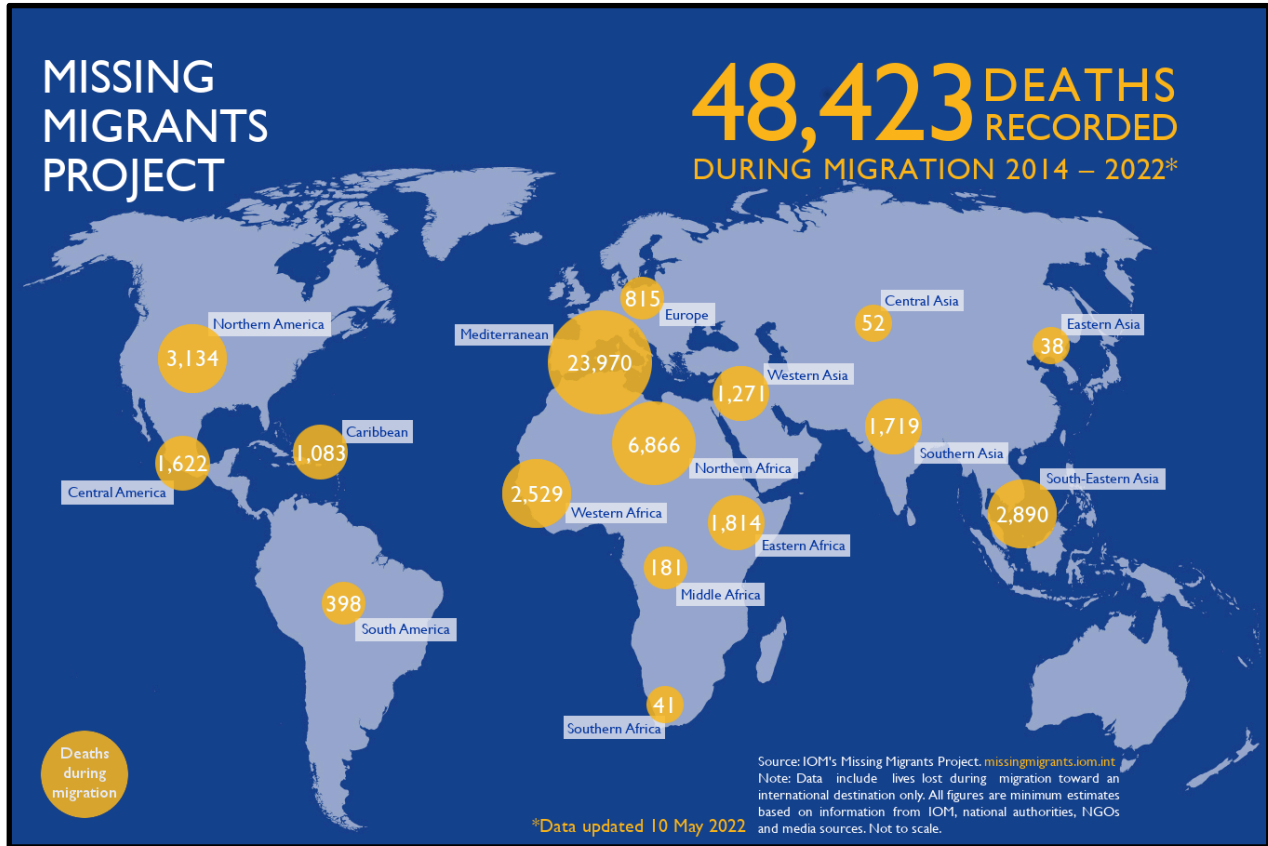 MISSING
MIGRANTS
PROJECT
48,423 DEATHS
RECORDED
DURING MIGRATION 2014 – 2022*
815
Europe
Central Asia
52
Eastern Asia
38
Northern America
3,134
Mediterranean
23,970
Western Asia
1,271
Caribbean
1,083
1,622
Central America
6,866
Northern Africa
1,719
Southern Asia
South-Eastern Asia
2,890
2,529
Western Africa
1,814
Eastern Africa
181
Middle Africa
398
South America
41
Southern Africa
Deaths
during
migration
Source: IOM's Missing Migrants Project. missingmigrants.iom.int
Note: Data include lives lost during migration toward an
international destination only. All figures are minimum estimates
based on information from IOM, national authorities, NGOs
and media sources. Not to scale.
*Data updated 10 May 2022